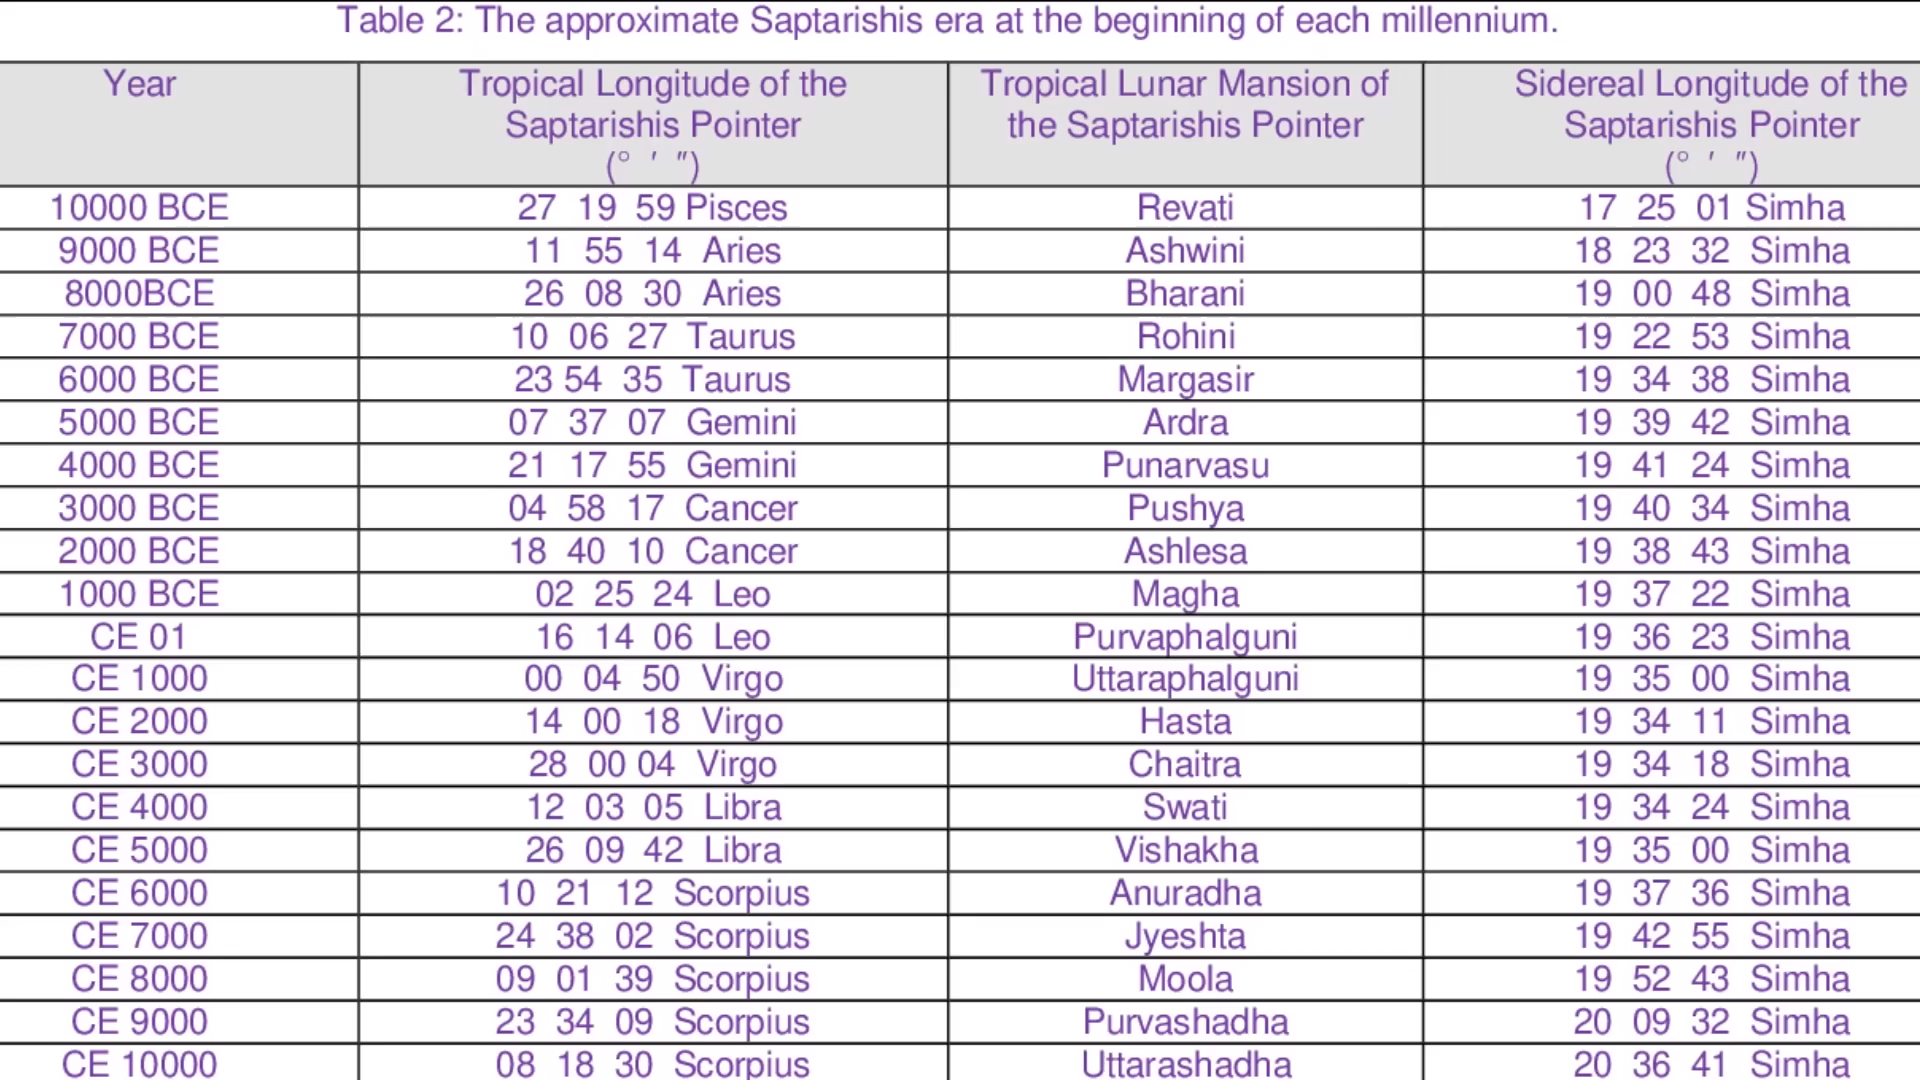 Table 2: The approximate Saptarishis era at the beginning of each millennium.
Year Tropical Longitude of the Tropical Lunar Mansion of Sidereal Longitude of the
Saptarishis Pointer the Saptarishis Pointer Saptarishis Pointer
(° ′ ″) (° ′ ″)
10000 BCE 27 19 59 Pisces Revati 17 25 01 Simha
9000 BCE 11 55 14 Aries Ashwini 18 23 32 Simha
8000BCE 26 08 30 Aries Bharani 19 00 48 Simha
7000 BCE 10 06 27 Taurus Rohini 19 22 53 Simha
6000 BCE 23 54 35 Taurus Margasir 19 34 38 Simha
5000 BCE 07 37 07 Gemini Ardra 19 39 42 Simha
4000 BCE 21 17 55 Gemini Punarvasu 19 41 24 Simha
3000 BCE 04 58 17 Cancer Pushya 19 40 34 Simha
2000 BCE 18 40 10 Cancer Ashlesa 19 38 43 Simha
1000 BCE 02 25 24 Leo Magha 19 37 22 Simha
CE 01 16 14 06 Leo Purvaphalguni 19 36 23 Simha
CE 1000 00 04 50 Virgo Uttaraphalguni 19 35 00 Simha
CE 2000 14 00 18 Virgo Hasta 19 34 11 Simha
CE 3000 28 00 04 Virgo Chaitra 19 34 18 Simha
CE 4000 12 03 05 Libra Swati 19 34 24 Simha
CE 5000 26 09 42 Libra Vishakha 19 35 00 Simha
CE 6000 10 21 12 Scorpius Anuradha 19 37 36 Simha
CE 7000 24 38 02 Scorpius Jyeshta 19 42 55 Simha
CE 8000 09 01 39 Scorpius Moola 19 52 43 Simha
CE 9000 23 34 09 Scorpius Purvashadha 20 09 32 Simha
CE 10000 08 18 30 Scorpius Uttarashadha 20 36 41 Simha